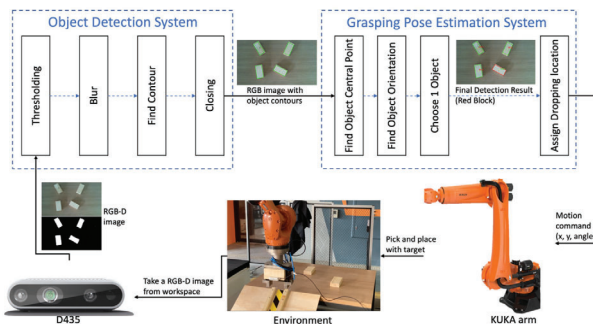 Object Detection System
Grasping Pose Estimation System
Thresholding
Blur
Find Contour
Closing
RGB image with
object contours
Find Object Central Point
Find Object Orientation
Choose 1 Object
Final Detection Result
(Red Block)
Assign Dropping location
RGB-D
image
Motion
command
(x, y, angle)
Pick and place
with target
Take a RGB-D image
from workspace
D435
Environment
KUKA arm